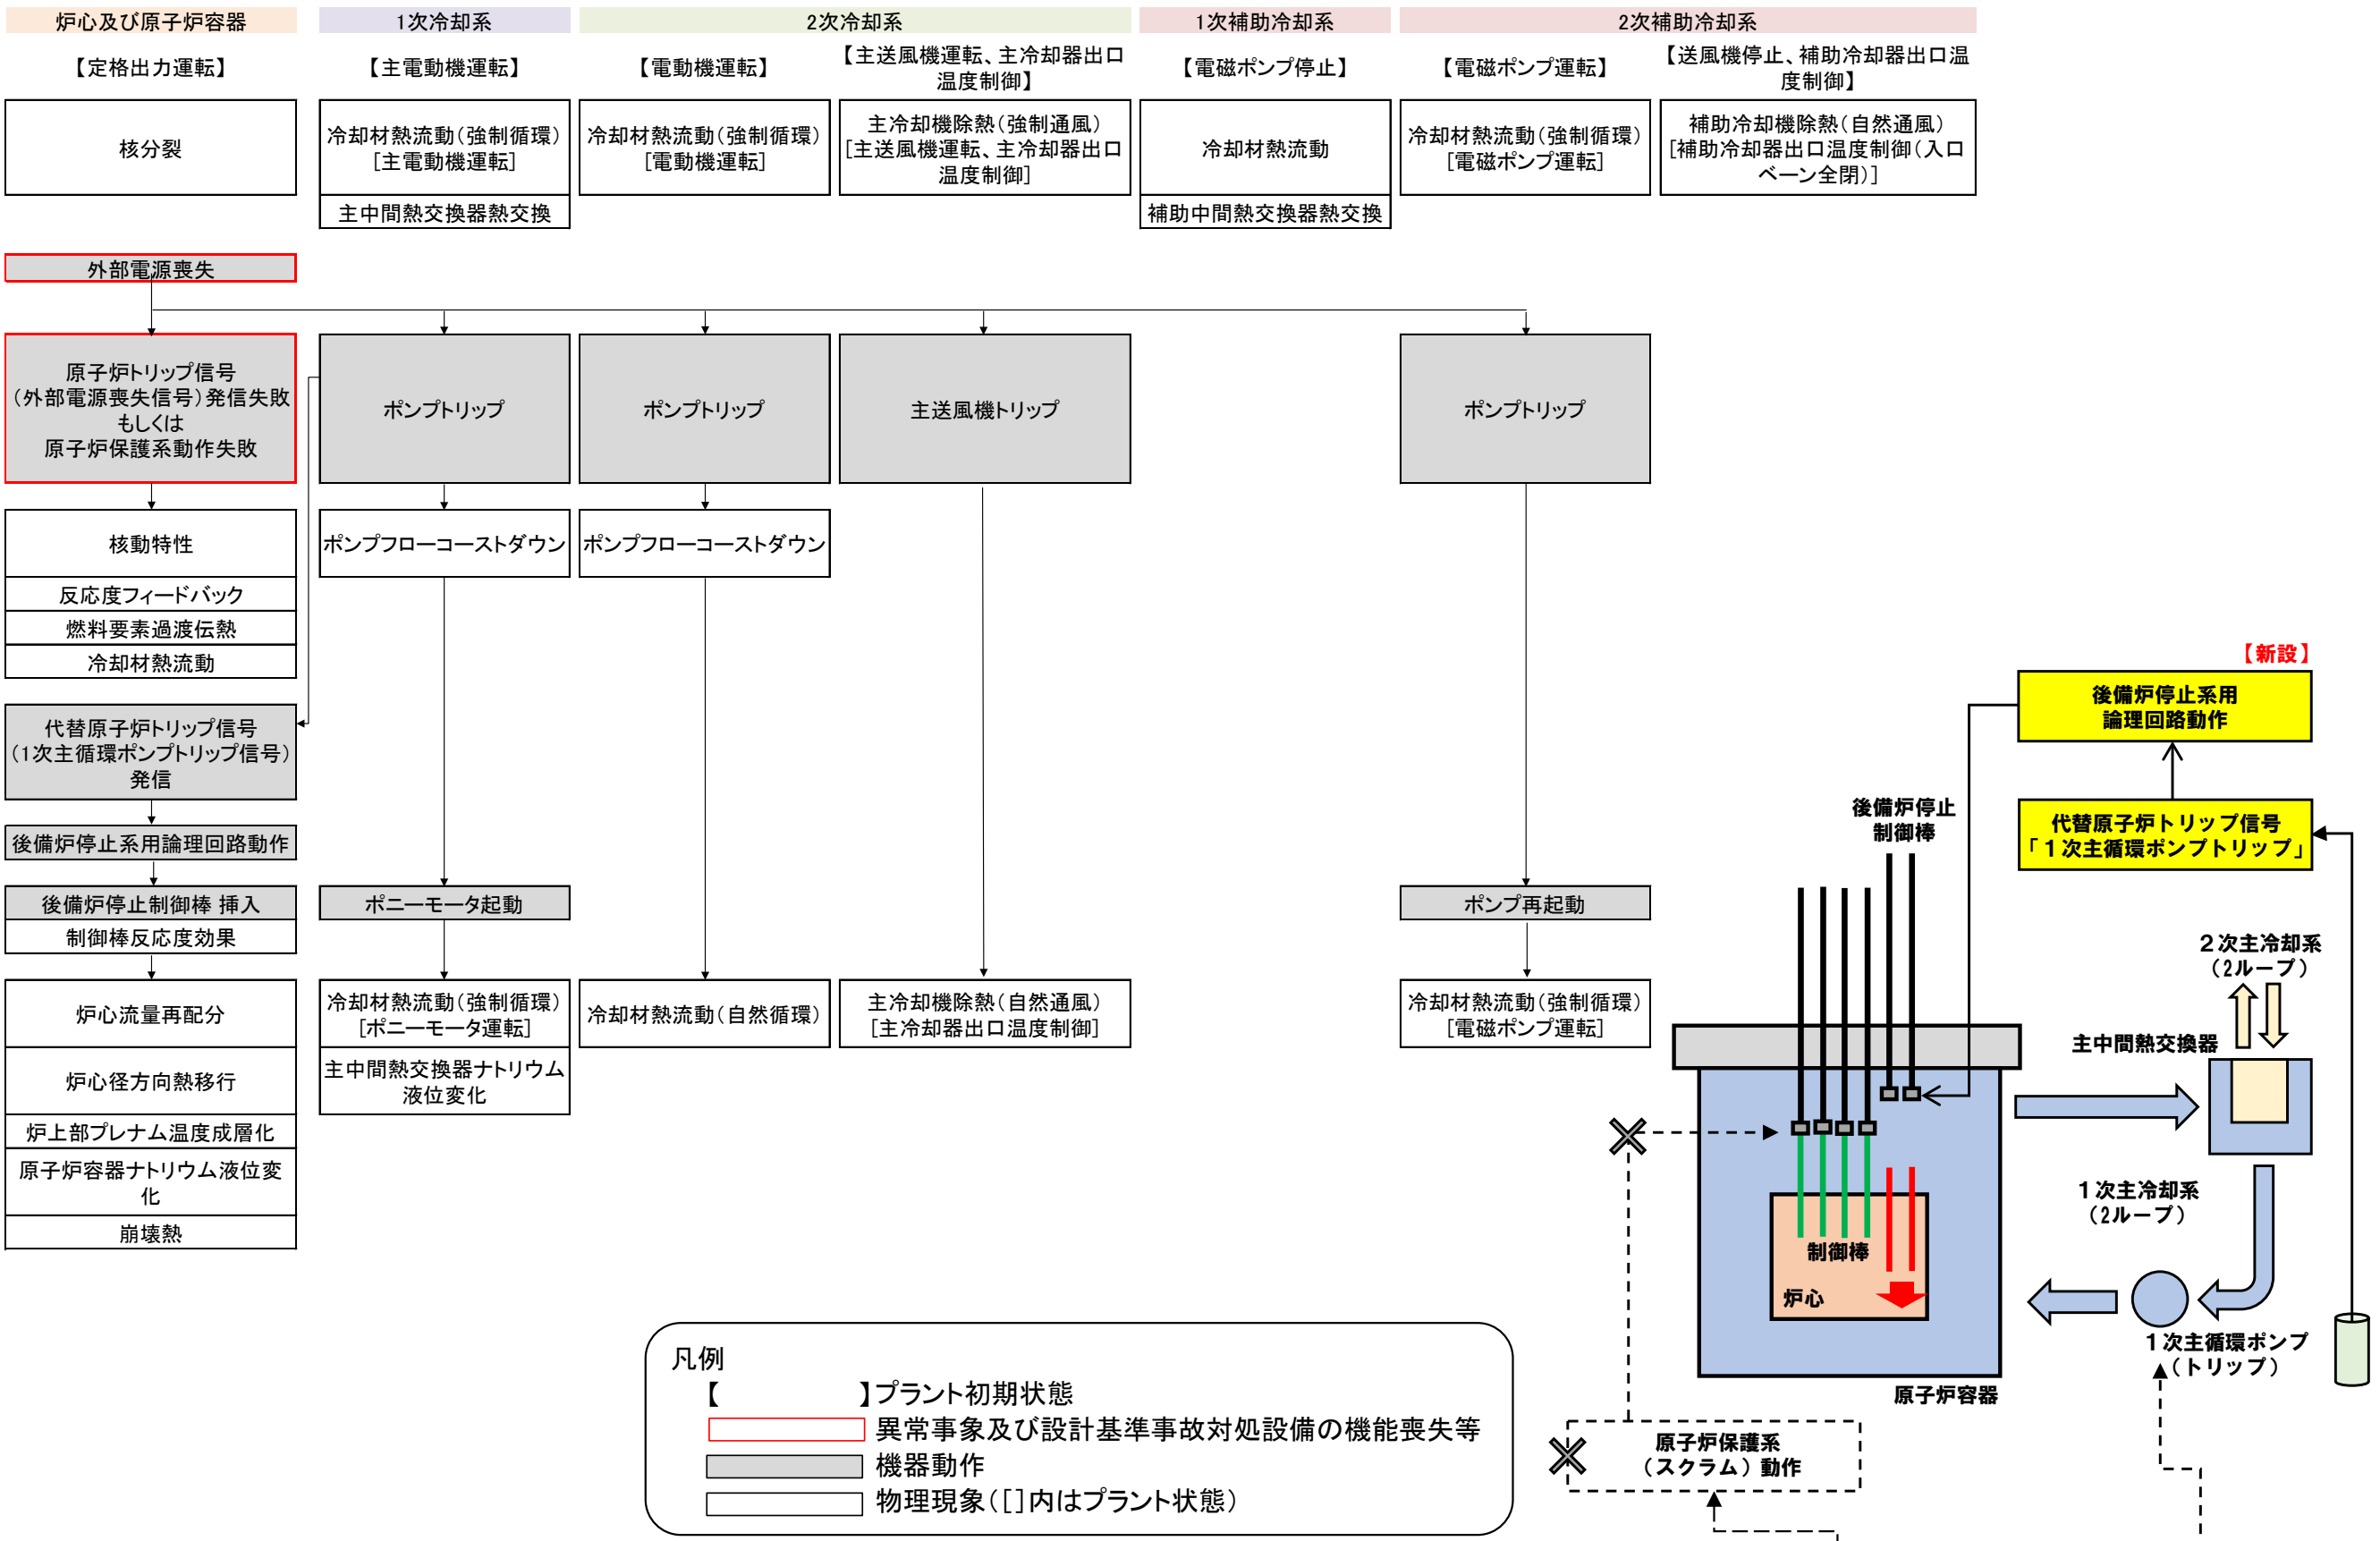 炉心及び原子炉容器
1次冷却系
2次冷却系
1次補助冷却系
2次補助冷却系
【定格出力運転】
【主電動機運転】
【電動機運転】
【主送風機運転、主冷却器出口
温度制御】
【電磁ポンプ停止】
【電磁ポンプ運転】
【送風機停止、補助冷却器出口温
度制御】
核分裂
冷却材熱流動(強制循環)
[主電動機運転]
主中間熱交換器熱交換
冷却材熱流動(強制循環)
[電動機運転]
主冷却機除熱(強制通風)
[主送風機運転、主冷却器出口
温度制御]
冷却材熱流動
補助中間熱交換器熱交換
冷却材熱流動(強制循環)
[電磁ポンプ運転]
補助冷却機除熱(自然通風)
[補助冷却器出口温度制御(入口
ベーン全閉)]
外部電源喪失
原子炉トリップ信号
(外部電源喪失信号)発信失敗
もしくは
原子炉保護系動作失敗
ポンプトリップ
ポンプトリップ
主送風機トリップ
ポンプトリップ
核動特性
反応度フィードバック
燃料要素過渡伝熱
冷却材熱流動
ポンプフローコーストダウン
ポンプフローコーストダウン
代替原子炉トリップ信号
(1次主循環ポンプトリップ信号)
発信
後備炉停止系用論理回路動作
後備炉停止制御棒 挿入
制御棒反応度効果
ポニーモータ起動
ポンプ再起動
炉心流量再配分
炉心径方向熱移行
炉上部プレナム温度成層化
原子炉容器ナトリウム液位変
化
崩壊熱
冷却材熱流動(強制循環)
[ポニーモータ運転]
主中間熱交換器ナトリウム
液位変化
冷却材熱流動(自然循環)
主冷却機除熱(自然通風)
[主冷却器出口温度制御]
冷却材熱流動(強制循環)
[電磁ポンプ運転]
【新設】
後備炉停止系用
論理回路動作
代替原子炉トリップ信号
「1次主循環ポンプトリップ」
後備炉停止
制御棒
2次主冷却系
(2ループ)
主中間熱交換器
1次主冷却系
(2ループ)
制御棒
炉心
1次主循環ポンプ
(トリップ)
原子炉容器
原子炉保護系
(スクラム)動作
凡例
【 】プラント初期状態
異常事象及び設計基準事故対処設備の機能喪失等
機器動作
物理現象([]内はプラント状態)